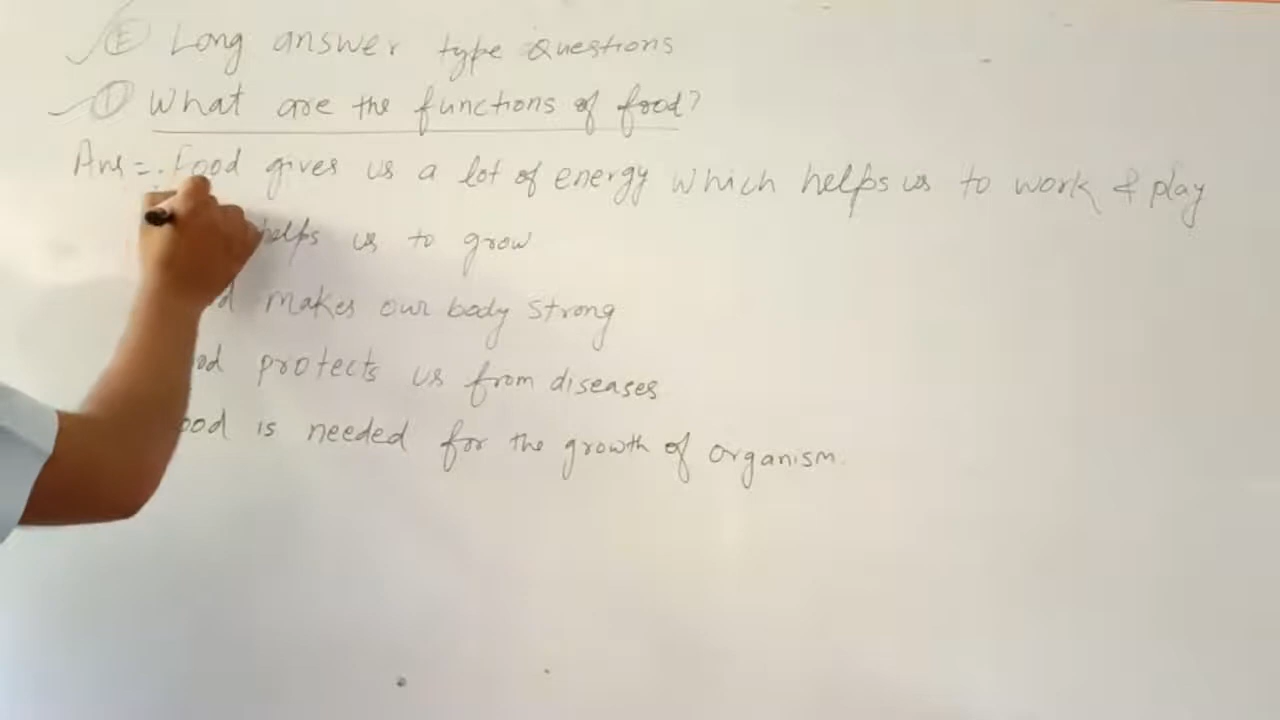 (E) Long answer type Questions
(1) What are the functions of food?
Ans = . Food gives us a lot of energy which helps us to work & play
helps us to grow
makes our body strong
protects us from diseases
is needed for the growth of organism.